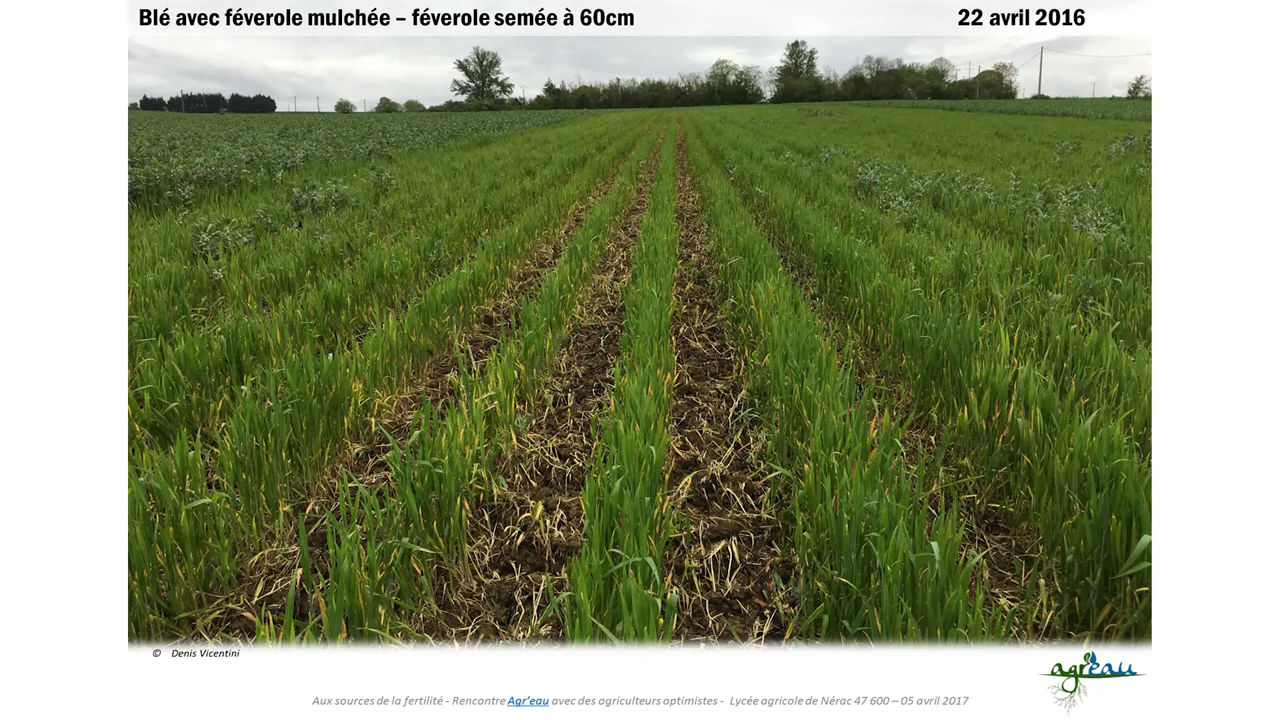 Blé avec féverole mulchée – féverole semée à 60cm 22 avril 2016
© Denis Vicentini
agr'eau
Aux sources de la fertilité - Rencontre Agr'eau avec des agriculteurs optimistes - Lycée agricole de Nérac 47 600 – 05 avril 2017